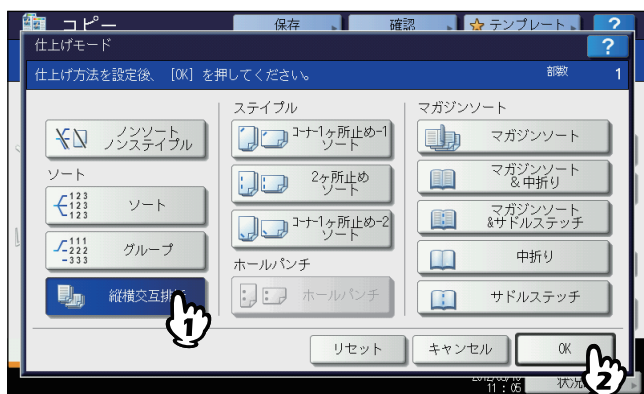 コピー 保存 確認 テンプレート ?
仕上げモード ?
仕上げ方法を設定後、 [OK] を押してください。 部数 1
ノンソート
ノンステイプル
ソート
123
123
123
ソート
111
222
333
グループ
縦横交互排
1
ステイプル
コーナー1ヶ所止め-1
ソート
2ヶ所止め
ソート
コーナー1ヶ所止め-2
ソート
ホールパンチ
ホールパンチ
マガジンソート
マガジンソート
マガジンソート
&中折り
マガジンソート
&サドルステッチ
中折り
サドルステッチ
リセット キャンセル OK
2
11:05 状況